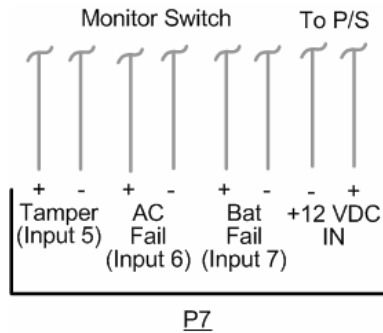 Monitor Switch To P/S
+ - + - + - - +
Tamper AC Bat +12 VDC
(Input 5) Fail Fail IN
(Input 6) (Input 7)
P7